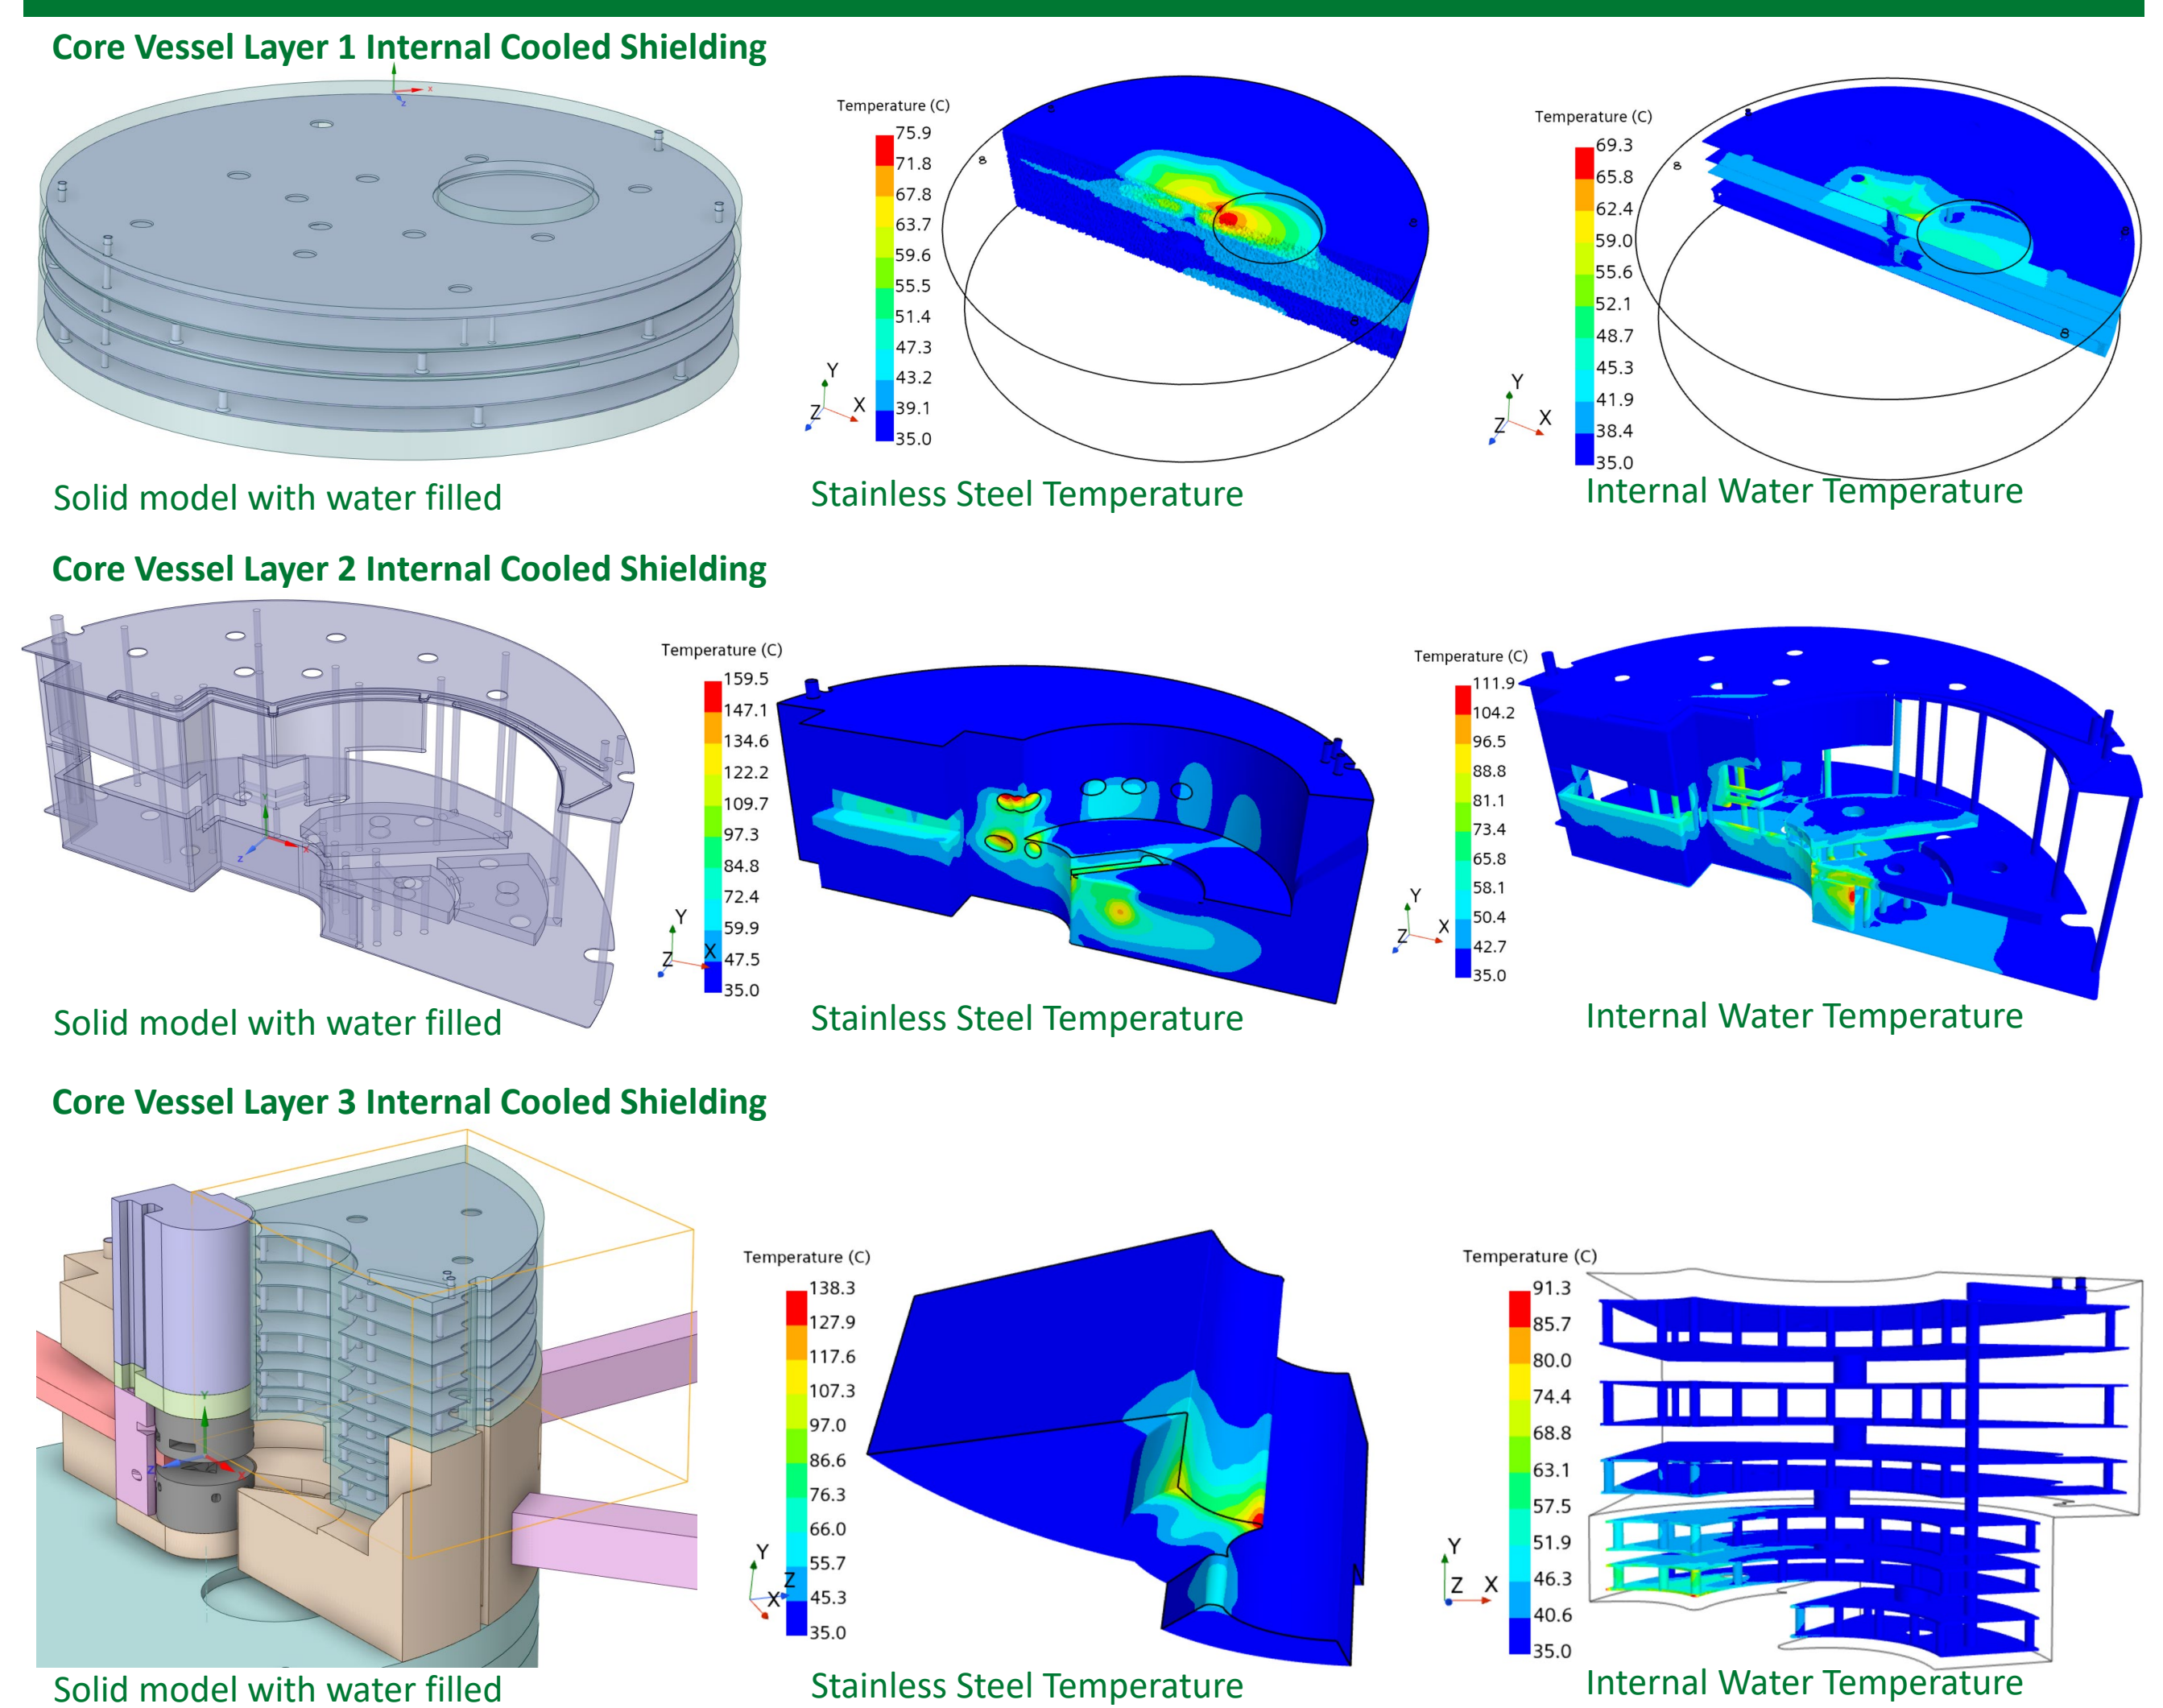 Core Vessel Layer 1 Internal Cooled Shielding
x
z
Temperature (C)
75.9
71.8
67.8
63.7
59.6
55.5
51.4
47.3
43.2
39.1
35.0
Y
Z X
Temperature (C)
69.3
65.8
62.4
59.0
55.6
52.1
48.7
45.3
41.9
38.4
35.0
Y
Z X
Solid model with water filled
Stainless Steel Temperature
Internal Water Temperature
Core Vessel Layer 2 Internal Cooled Shielding
Y
z x
Temperature (C)
159.5
147.1
134.6
122.2
109.7
97.3
84.8
72.4
59.9
47.5
35.0
Y
Z X
Temperature (C)
111.9
104.2
96.5
88.8
81.1
73.4
65.8
58.1
50.4
42.7
35.0
Y
Z X
Solid model with water filled
Stainless Steel Temperature
Internal Water Temperature
Core Vessel Layer 3 Internal Cooled Shielding
Y
Z X
Temperature (C)
138.3
127.9
117.6
107.3
97.0
86.6
76.3
66.0
55.7
45.3
35.0
Y
Z
X
Temperature (C)
91.3
85.7
80.0
74.4
68.8
63.1
57.5
51.9
46.3
40.6
35.0
Y
Z X
Solid model with water filled
Stainless Steel Temperature
Internal Water Temperature